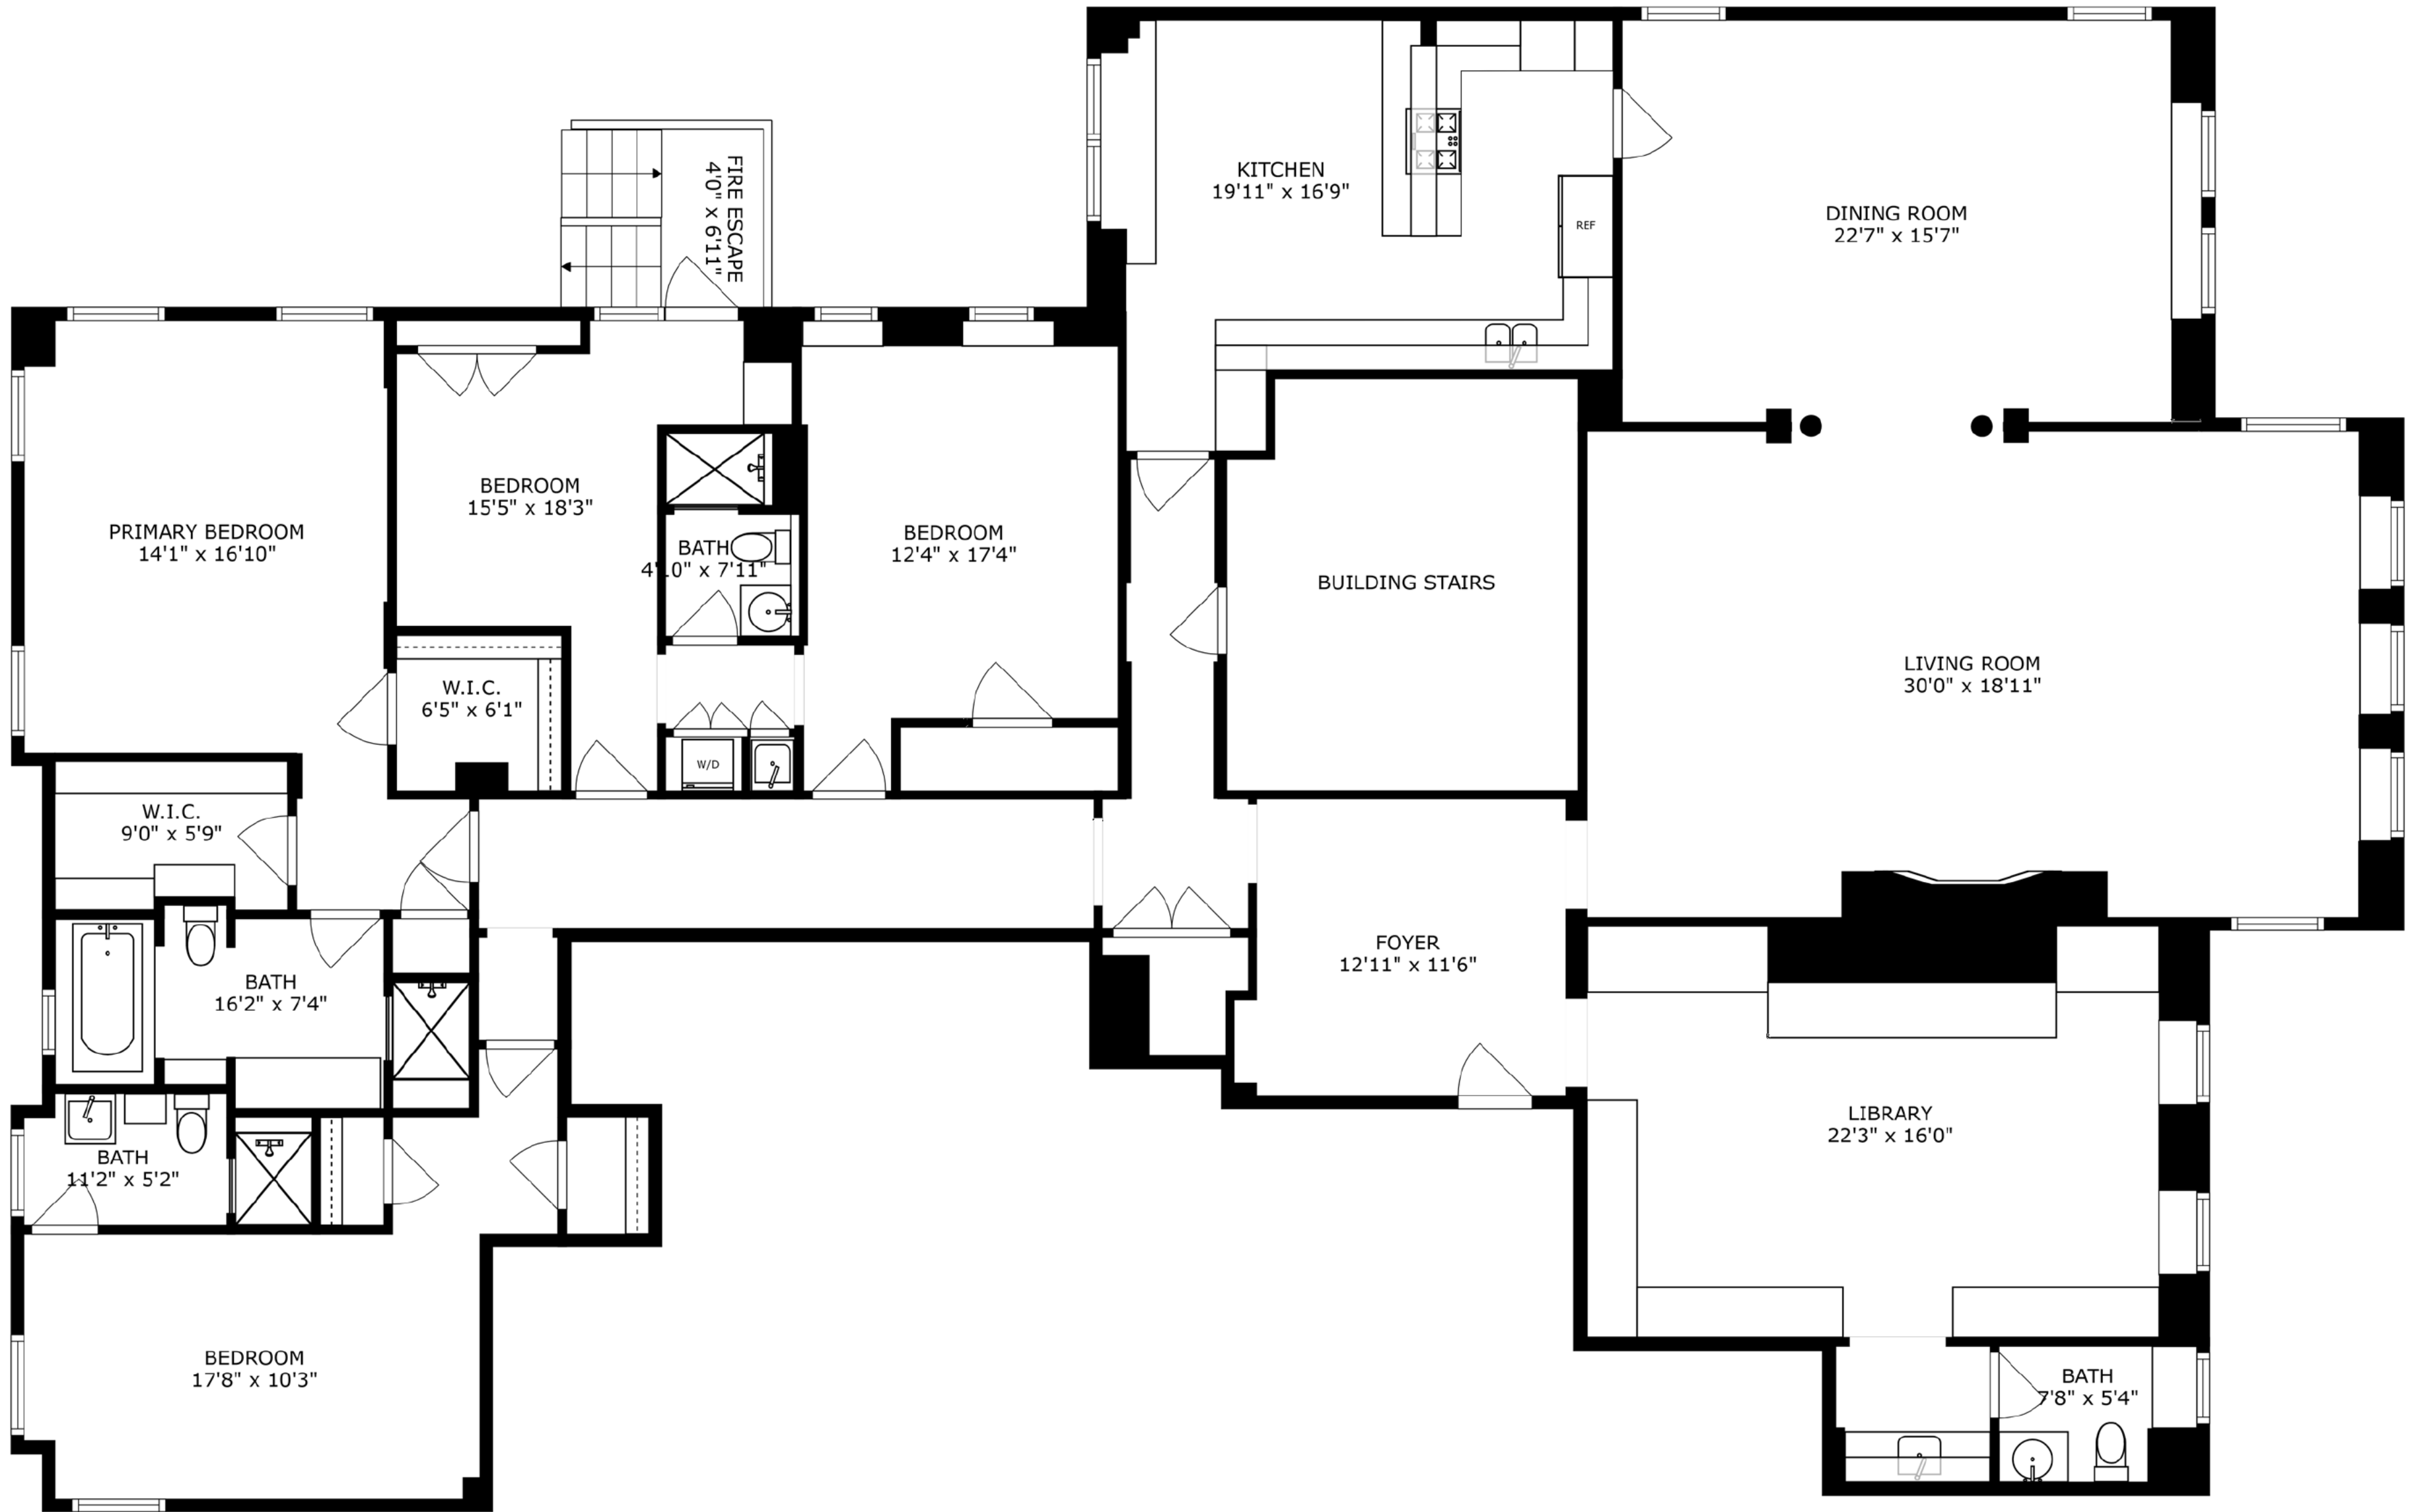 FIRE ESCAPE
4'0" x 6'11"
KITCHEN
19'11" x 16'9"
REF
DINING ROOM
22'7" x 15'7"
PRIMARY BEDROOM
14'1" x 16'10"
BEDROOM
15'5" x 18'3"
BATH
4'10" x 7'11"
BEDROOM
12'4" x 17'4"
BUILDING STAIRS
LIVING ROOM
30'0" x 18'11"
W.I.C.
6'5" x 6'1"
W/D
W.I.C.
9'0" x 5'9"
BATH
16'2" x 7'4"
FOYER
12'11" x 11'6"
LIBRARY
22'3" x 16'0"
BATH
11'2" x 5'2"
BEDROOM
17'8" x 10'3"
BATH
7'8" x 5'4"